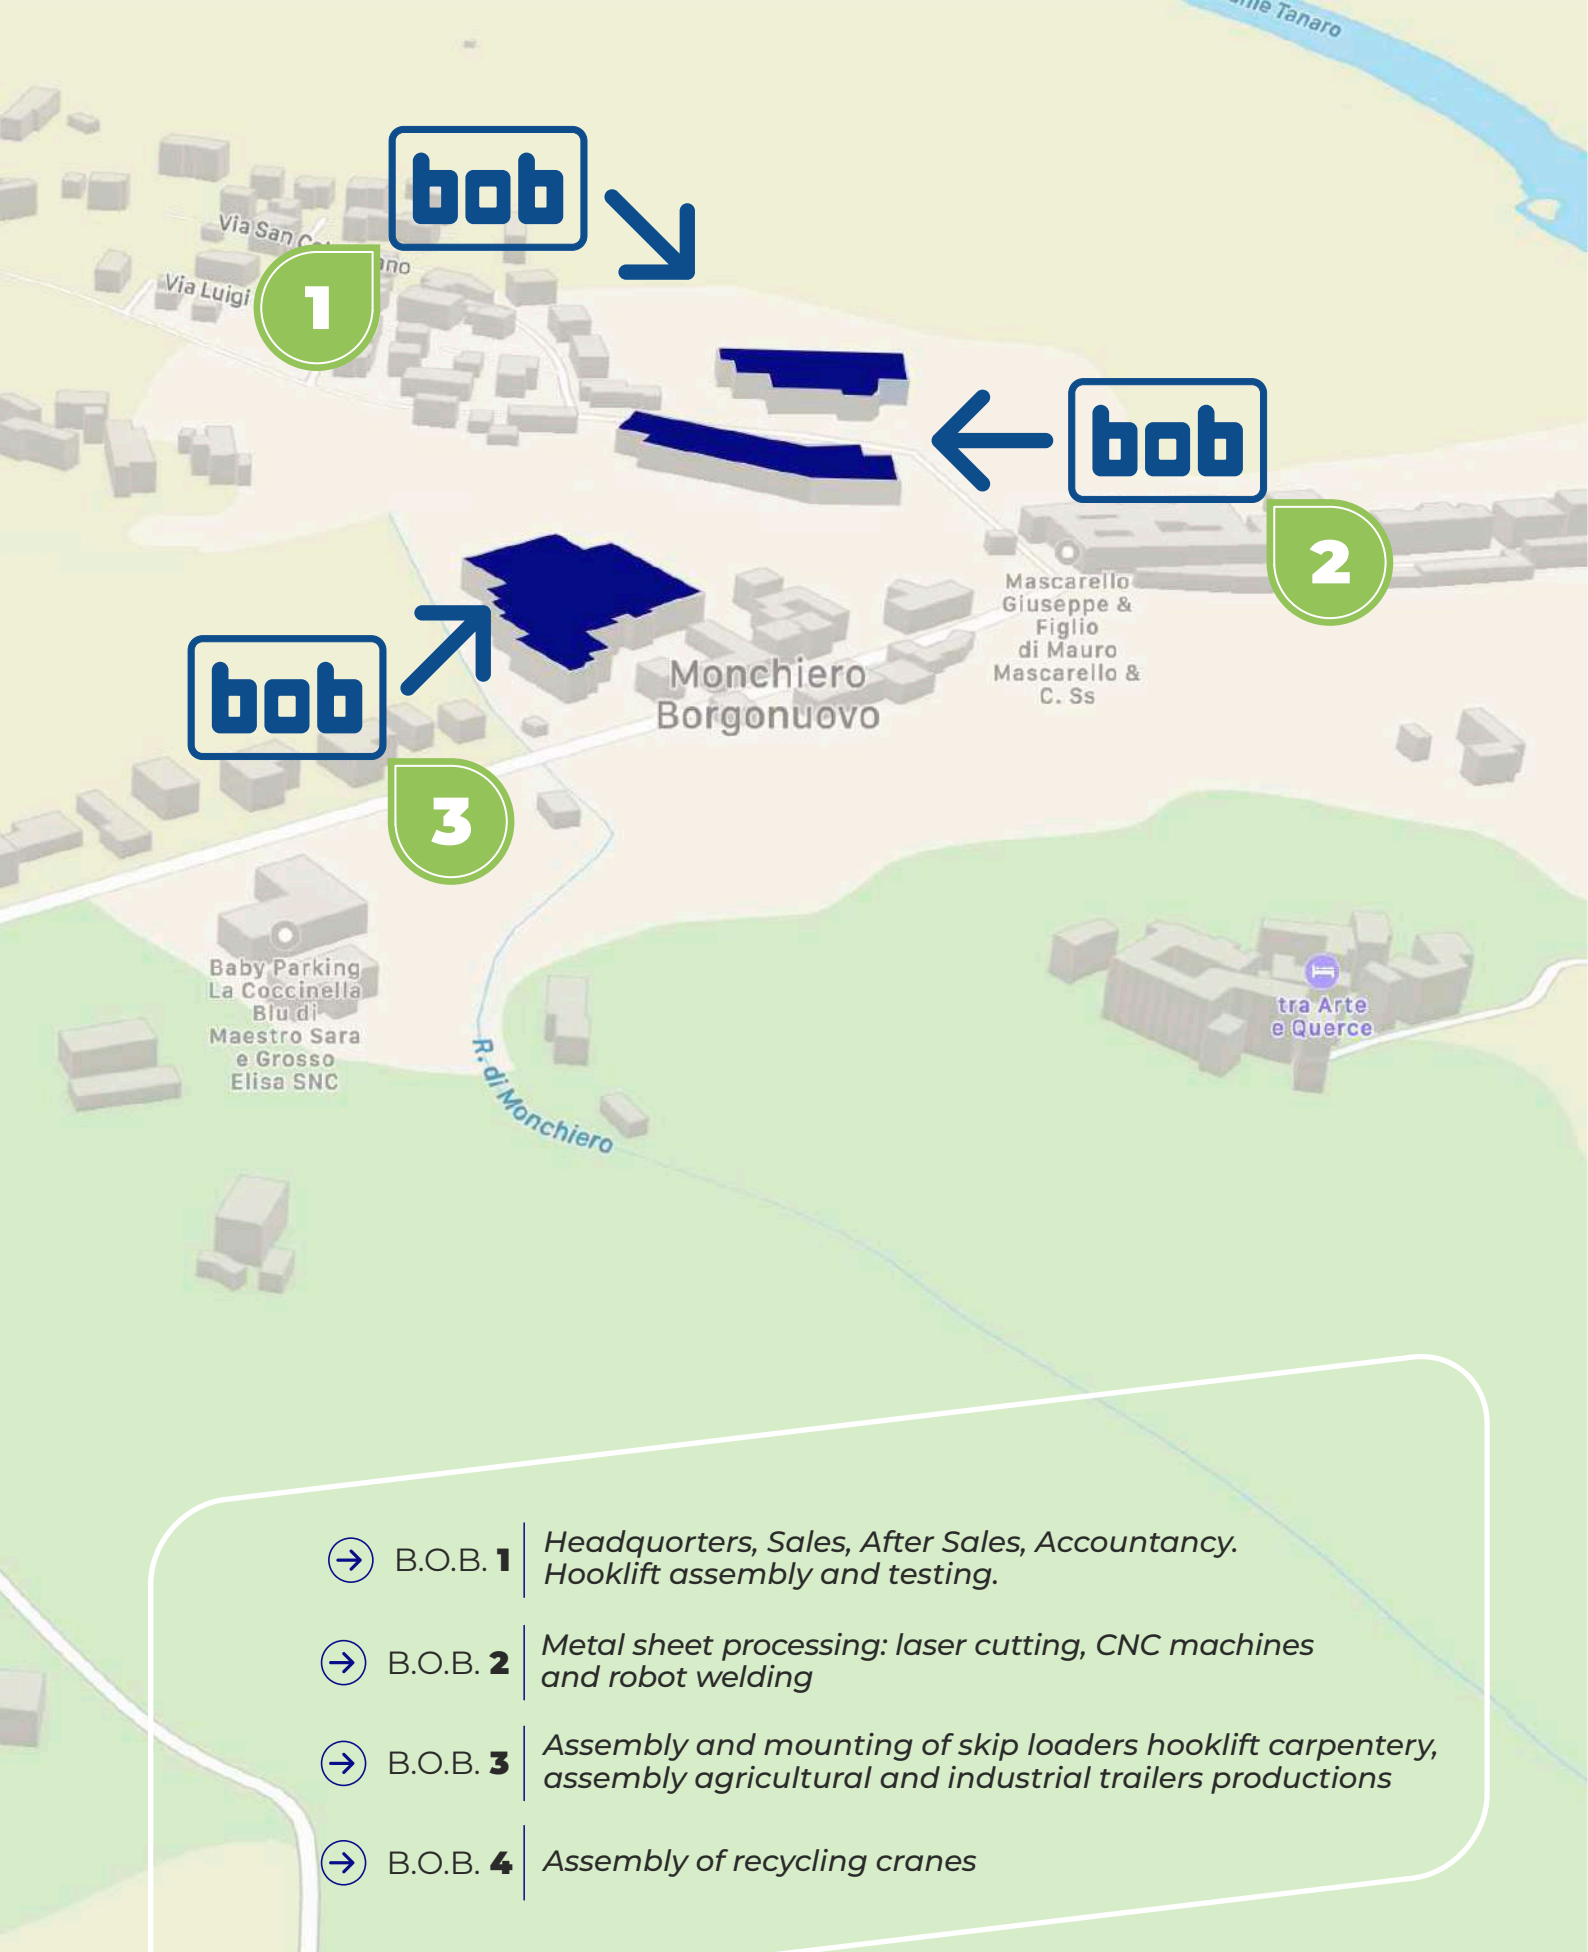 Tanaro
bob
Via San
ano
Via Luigi
1
bob
2
Mascarello
Giuseppe &
Figlio
di Mauro
Mascarello &
C. Ss
Monchiero
Borgonuovo
bob
3
Baby Parking
La Coccinella
Blu di
Maestro Sara
e Grosso
Elisa SNC
tra Arte
e Querce
R. di Monchiero
B.O.B. 1
Headquorters, Sales, After Sales, Accountancy.
Hooklift assembly and testing.
B.O.B. 2
Metal sheet processing: laser cutting, CNC machines
and robot welding
B.O.B. 3
Assembly and mounting of skip loaders hooklift carpentery,
assembly agricultural and industrial trailers productions
B.O.B. 4
Assembly of recycling cranes